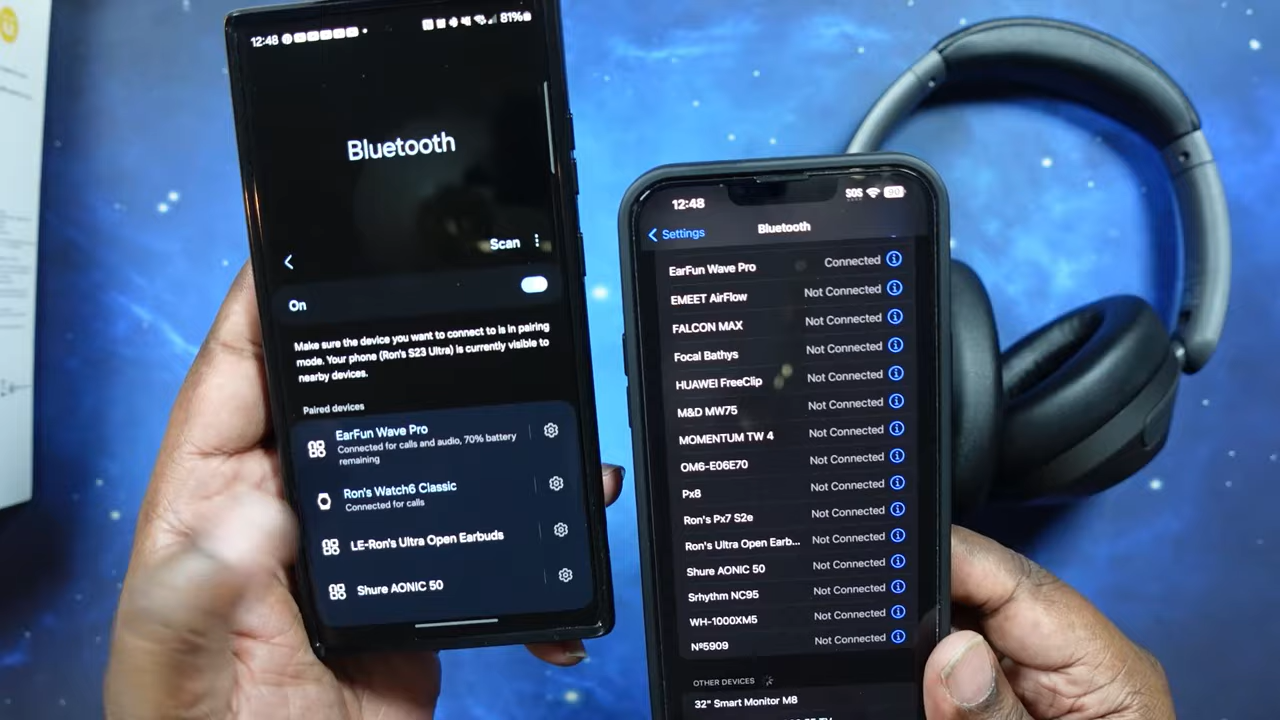 12:48
81%
Bluetooth
Scan
On
Make sure the device you want to connect to is in pairing
mode. Your phone (Ron's S23 Ultra) is currently visible to
nearby devices.
Paired devices
EarFun Wave Pro
Connected for calls and audio, 70% battery
remaining
Ron's Watch6 Classic
Connected for calls
LE-Ron's Ultra Open Earbuds
Shure AONIC 50
12:48
SOS 90
Settings
Bluetooth
EarFun Wave Pro Connected
EMEET AirFlow Not Connected
FALCON MAX Not Connected
Focal Bathys Not Connected
HUAWEI FreeClip Not Connected
M&D MW75 Not Connected
MOMENTUM TW 4 Not Connected
OM6-E06E70 Not Connected
Px8 Not Connected
Ron's Px7 S2e Not Connected
Ron's Ultra Open Earb... Not Connected
Shure AONIC 50 Not Connected
Srhythm NC95 Not Connected
WH-1000XM5 Not Connected
Nº5909 Not Connected
OTHER DEVICES
32" Smart Monitor M8